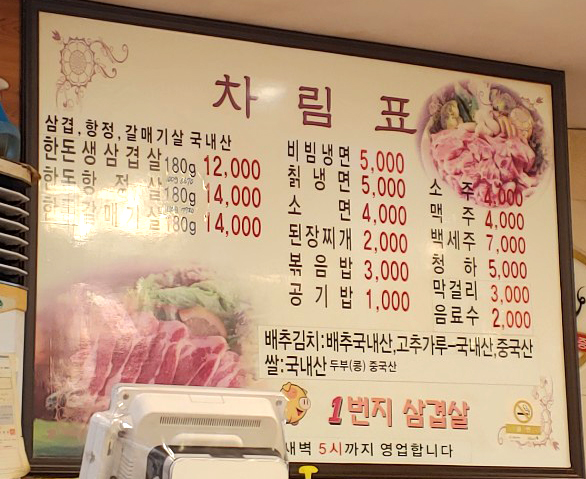 차림표
삼겹, 항정, 갈매기살 국내산
한돈생삼겹살 180g 12,000
한돈항정살 180g 14,000
한돈갈매기살 180g 14,000
비빔냉면 5,000
칡냉면 5,000
소면 4,000
된장찌개 2,000
볶음밥 3,000
공기밥 1,000
소주 4,000
맥주 4,000
백세주 7,000
청하 5,000
막걸리 3,000
음료수 2,000
배추김치:배추국내산,고추가루-국내산,중국산
쌀:국내산 두부(콩) 중국산
1번지 삼겹살
새벽 5시까지 영업합니다